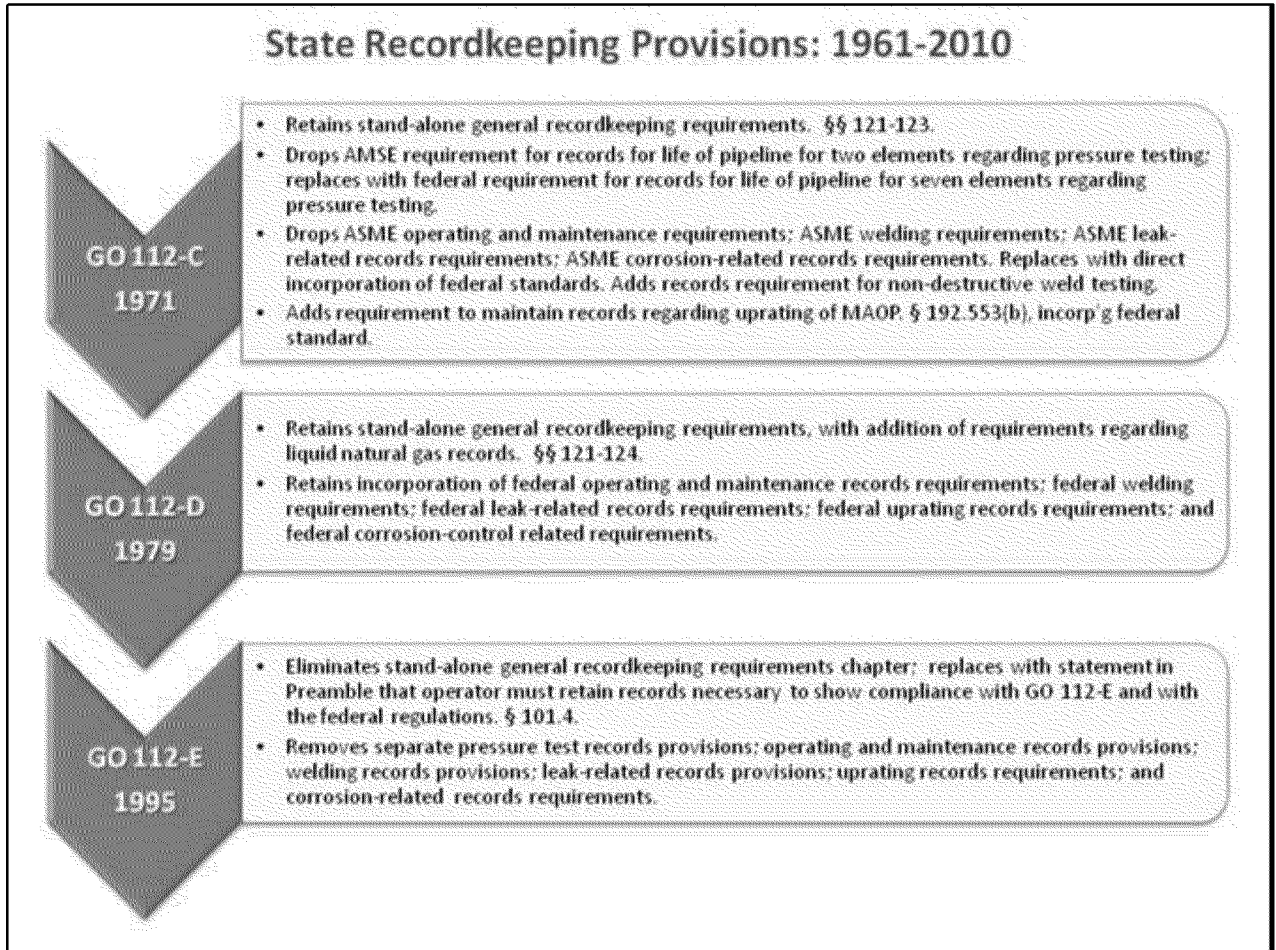 State Recordkeeping Provisions: 1961-2010
GO 112-C
1971
• Retains stand-alone general recordkeeping requirements. §§ 121-123.
• Drops AMSE requirement for records for life of pipeline for two elements regarding pressure testing;
replaces with federal requirement for records for life of pipeline for seven elements regarding
pressure testing.
• Drops ASME operating and maintenance requirements; ASME welding requirements; ASME leak-
related records requirements; ASME corrosion-related records requirements. Replaces with direct
incorporation of federal standards. Adds records requirement for non-destructive weld testing.
• Adds requirement to maintain records regarding uprating of MAOP. § 192.553(b), incorp'g federal
standard.
GO 112-D
1979
• Retains stand-alone general recordkeeping requirements, with addition of requirements regarding
liquid natural gas records. §§ 121-124.
• Retains incorporation of federal operating and maintenance records requirements; federal welding
requirements; federal leak-related records requirements; federal uprating records requirements; and
federal corrosion-control related requirements.
GO 112-E
1995
• Eliminates stand-alone general recordkeeping requirements chapter; replaces with statement in
Preamble that operator must retain records necessary to show compliance with GO 112-E and with
the federal regulations. § 101.4.
• Removes separate pressure test records provisions; operating and maintenance records provisions;
welding records provisions; leak-related records provisions; uprating records requirements; and
corrosion-related records requirements.